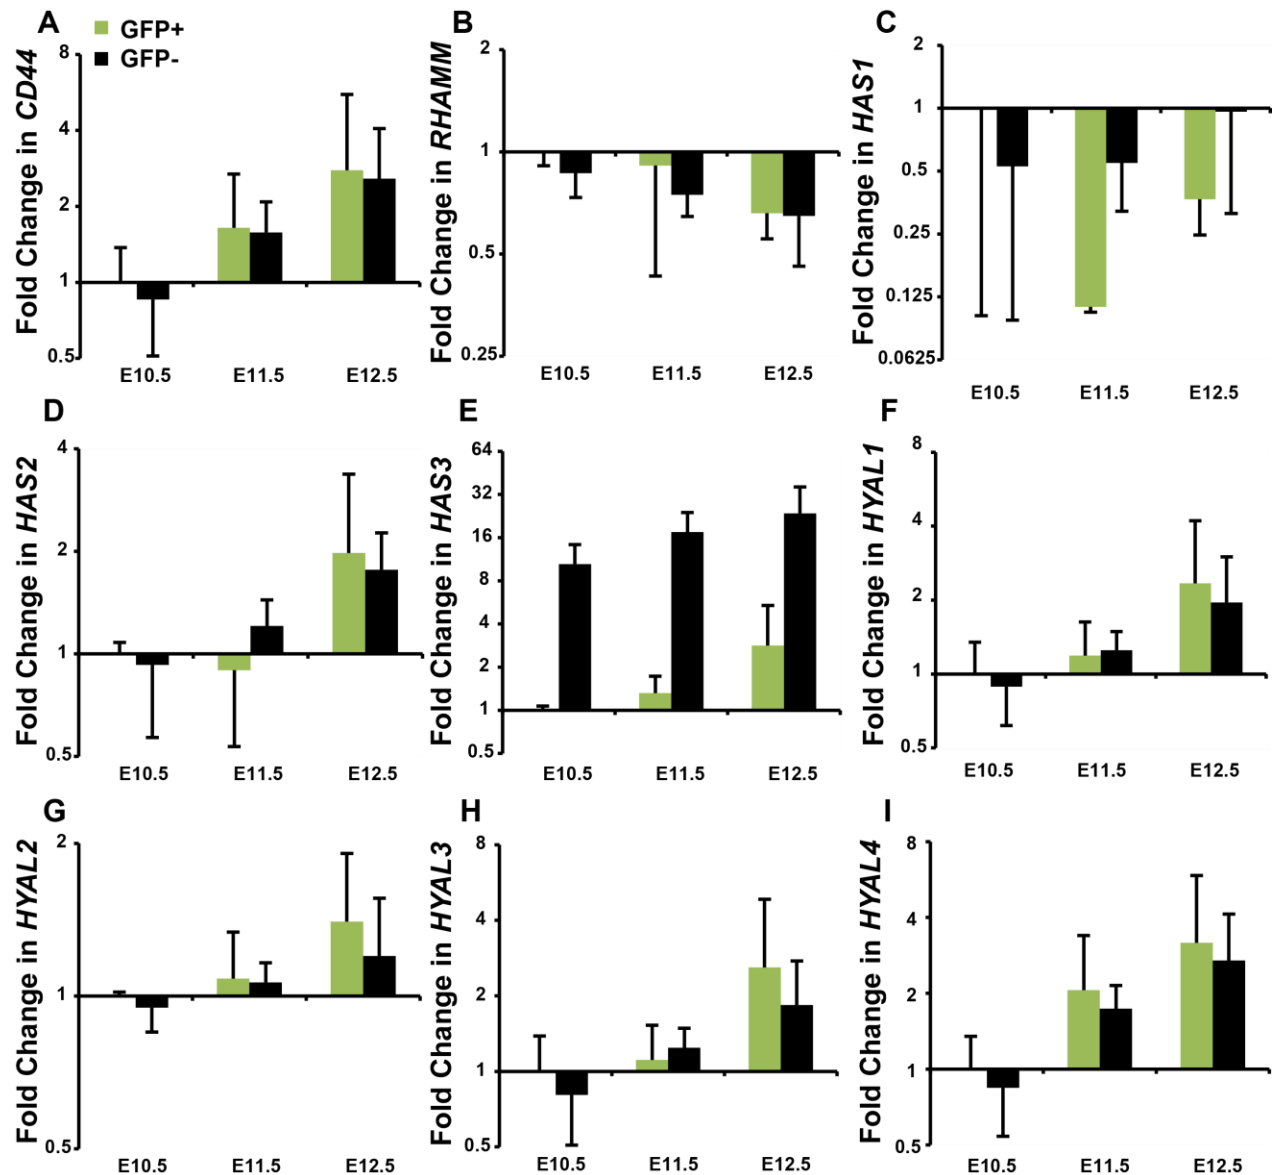 A
GFP+
GFP-
Fold Change in CD44
8
4
2
1
0.5
E10.5 E11.5 E12.5
B
Fold Change in RHAMM
2
1
0.5
0.25
E10.5 E11.5 E12.5
C
Fold Change in HAS1
2
1
0.5
0.25
0.125
0.0625
E10.5 E11.5 E12.5
D
Fold Change in HAS2
4
2
1
0.5
E10.5 E11.5 E12.5
E
Fold Change in HAS3
64
32
16
8
4
2
1
0.5
E10.5 E11.5 E12.5
F
Fold Change in HYAL1
8
4
2
1
0.5
E10.5 E11.5 E12.5
G
Fold Change in HYAL2
2
1
0.5
E10.5 E11.5 E12.5
H
Fold Change in HYAL3
8
4
2
1
0.5
E10.5 E11.5 E12.5
I
Fold Change in HYAL4
8
4
2
1
0.5
E10.5 E11.5 E12.5